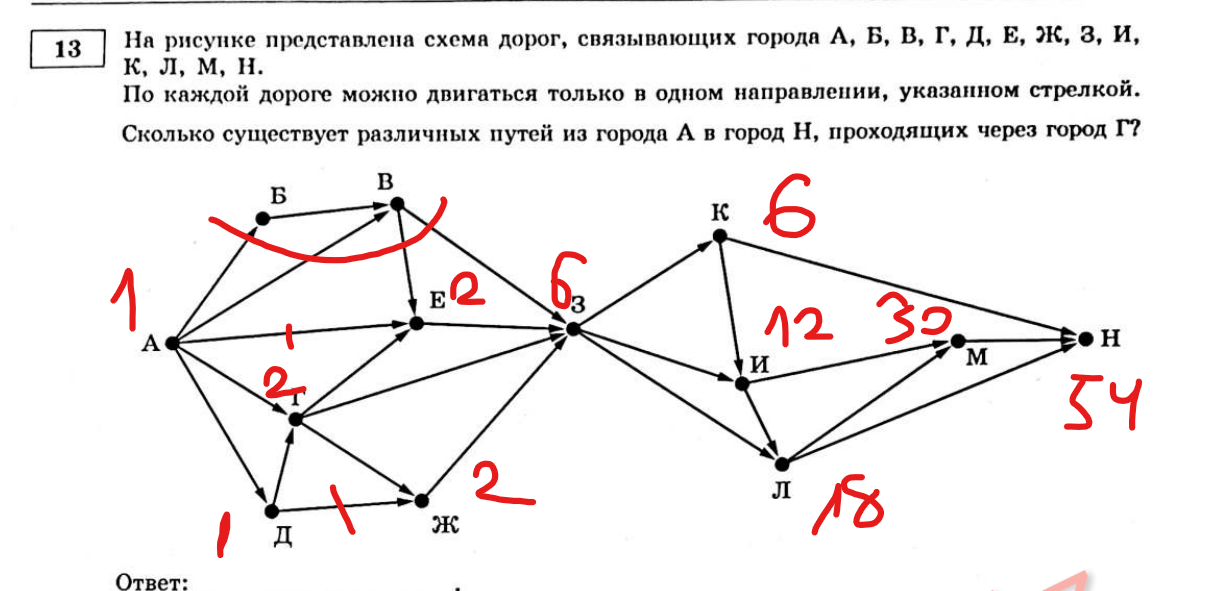 13
На рисунке представлена схема дорог, связывающих города А, Б, В, Г, Д, Е, Ж, З, И,
К, Л, М, Н.
По каждой дороге можно двигаться только в одном направлении, указанном стрелкой.
Сколько существует различных путей из города А в город Н, проходящих через город Г?
Б
В
К
6
1
Е
2
6
З
12
30
А
1
Н
И
М
2
Г
54
2
Л
18
1
Д
1
Ж
Ответ:
.